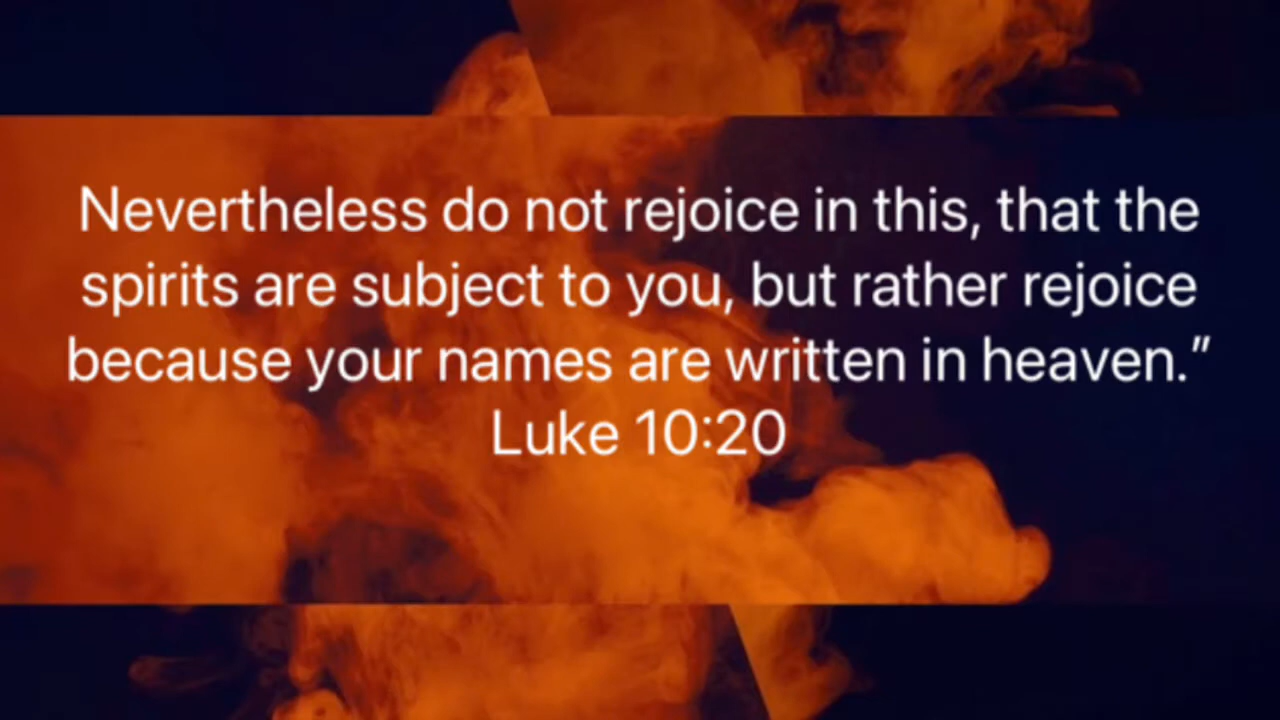 Nevertheless do not rejoice in this, that the
spirits are subject to you, but rather rejoice
because your names are written in heaven.”
Luke 10:20